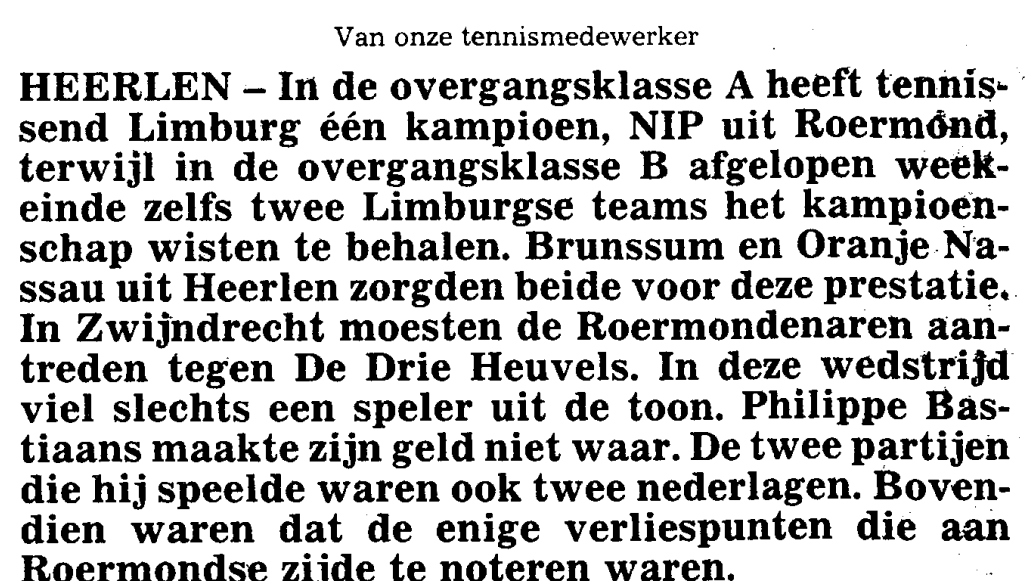 Van onze tennismedewerker
HEERLEN – In de overgangsklasse A heeft tennis-
send Limburg één kampioen, NIP uit Roermond,
terwijl in de overgangsklasse B afgelopen week-
einde zelfs twee Limburgse teams het kampioen-
schap wisten te behalen. Brunssum en Oranje Na-
ssau uit Heerlen zorgden beide voor deze prestatie.
In Zwijndrecht moesten de Roermondenaren aan-
treden tegen De Drie Heuvels. In deze wedstrijd
viel slechts een speler uit de toon. Philippe Bas-
tiaans maakte zijn geld niet waar. De twee partijen
die hij speelde waren ook twee nederlagen. Boven-
dien waren dat de enige verliespunten die aan
Roermondse zijde te noteren waren.